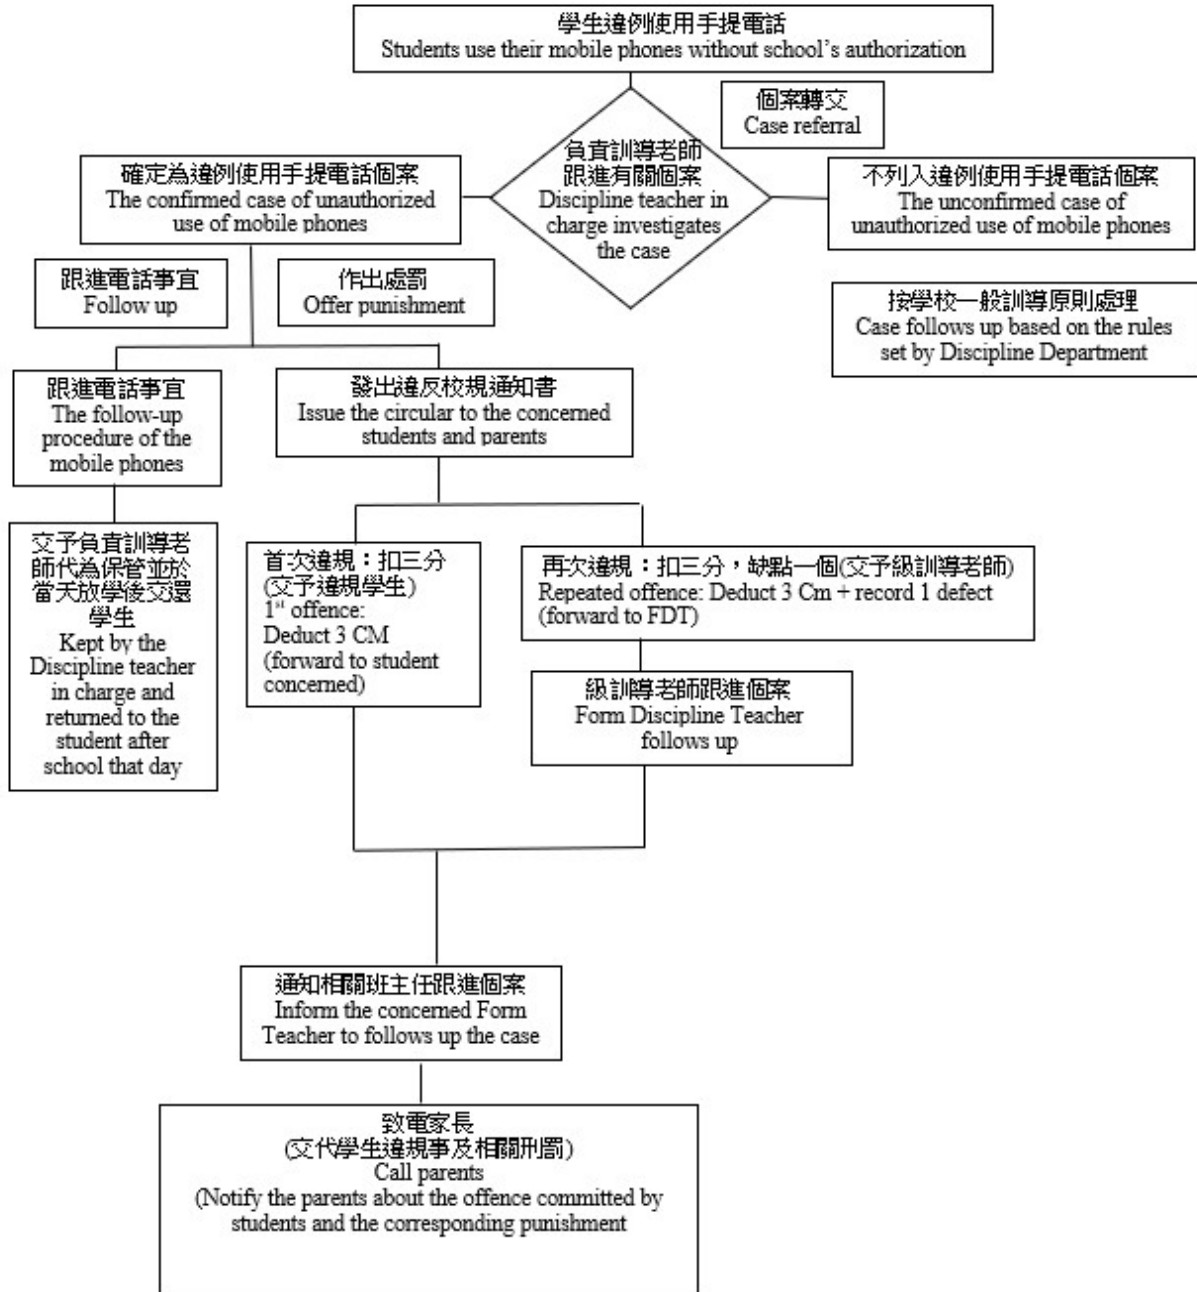 學生違例使用手提電話
Students use their mobile phones without school’s authorization
個案轉交
Case referral
負責訓導老師
跟進有關個案
Discipline teacher in
charge investigates
the case
確定為違例使用手提電話個案
The confirmed case of unauthorized
use of mobile phones
不列入違例使用手提電話個案
The unconfirmed case of
unauthorized use of mobile phones
跟進電話事宜
Follow up
作出處罰
Offer punishment
按學校一般訓導原則處理
Case follows up based on the rules
set by Discipline Department
跟進電話事宜
The follow-up
procedure of the
mobile phones
發出違反校規通知書
Issue the circular to the concerned
students and parents
交予負責訓導老
師代為保管並於
當天放學後交還
學生
Kept by the
Discipline teacher
in charge and
returned to the
student after
school that day
首次違規：扣三分
(交予違規學生)
1st offence:
Deduct 3 CM
(forward to student
concerned)
再次違規：扣三分，缺點一個(交予級訓導老師)
Repeated offence: Deduct 3 Cm + record 1 defect
(forward to FDT)
級訓導老師跟進個案
Form Discipline Teacher
follows up
通知相關班主任跟進個案
Inform the concerned Form
Teacher to follows up the case
致電家長
(交代學生違規事及相關刑罰)
Call parents
(Notify the parents about the offence committed by
students and the corresponding punishment